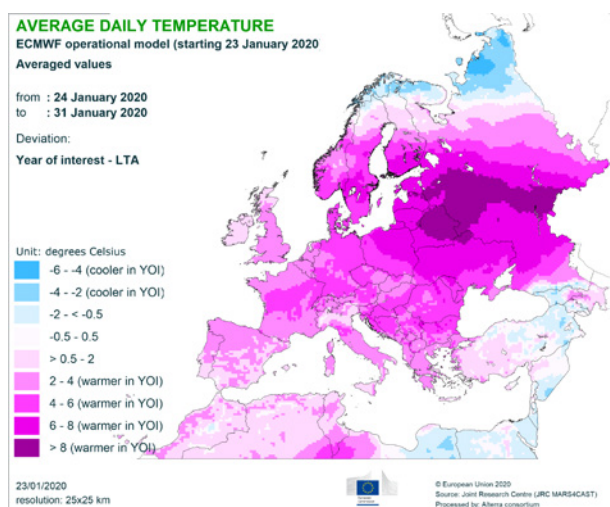 AVERAGE DAILY TEMPERATURE
ECMWF operational model (starting 23 January 2020
Averaged values
from : 24 January 2020
to : 31 January 2020
Deviation:
Year of interest - LTA
Unit: degrees Celsius
-6 - -4 (cooler in YOI)
-4 - -2 (cooler in YOI)
-2 - < -0.5
-0.5 - 0.5
> 0.5 - 2
2 - 4 (warmer in YOI)
4 - 6 (warmer in YOI)
6 - 8 (warmer in YOI)
> 8 (warmer in YOI)
23/01/2020
resolution: 25x25 km
European
Commission
© European Union 2020
Source: Joint Research Centre (JRC MARS4CAST)
Processed by: Alterra consortium